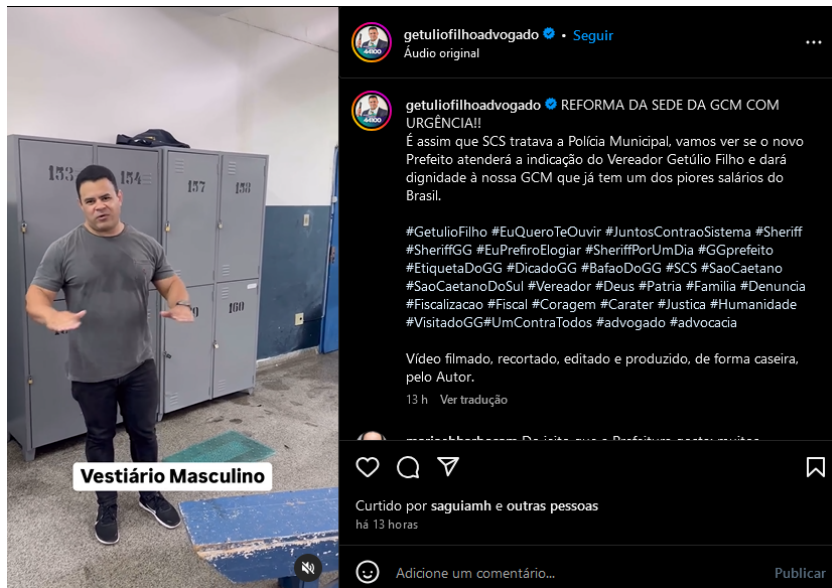 153
154
157
158
160
Vestiário Masculino
getuliofilhoadvogado • Seguir
Áudio original
getuliofilhoadvogado REFORMA DA SEDE DA GCM COM
URGÊNCIA!!
É assim que SCS tratava a Polícia Municipal, vamos ver se o novo
Prefeito atenderá a indicação do Vereador Getúlio Filho e dará
dignidade à nossa GCM que já tem um dos piores salários do
Brasil.
#GetulioFilho #EuQueroTeOuvir #JuntosContraoSistema #Sheriff
#SheriffGG #EuPrefiroElogiar #SheriffPorUmDia #GGprefeito
#EtiquetaDoGG #DicadoGG #BafaoDoGG #SCS #SaoCaetano
#SaoCaetanoDoSul #Vereador #Deus #Patria #Familia #Denuncia
#Fiscalizacao #Fiscal #Coragem #Carater #Justica #Humanidade
#VisitadoGG#UmContraTodos #advogado #advocacia
Vídeo filmado, recortado, editado e produzido, de forma caseira,
pelo Autor.
13 h Ver tradução
Do jeito que a Prefeitura
Curtido por saguiamh e outras pessoas
há 13 horas
Adicione um comentário...
Publicar